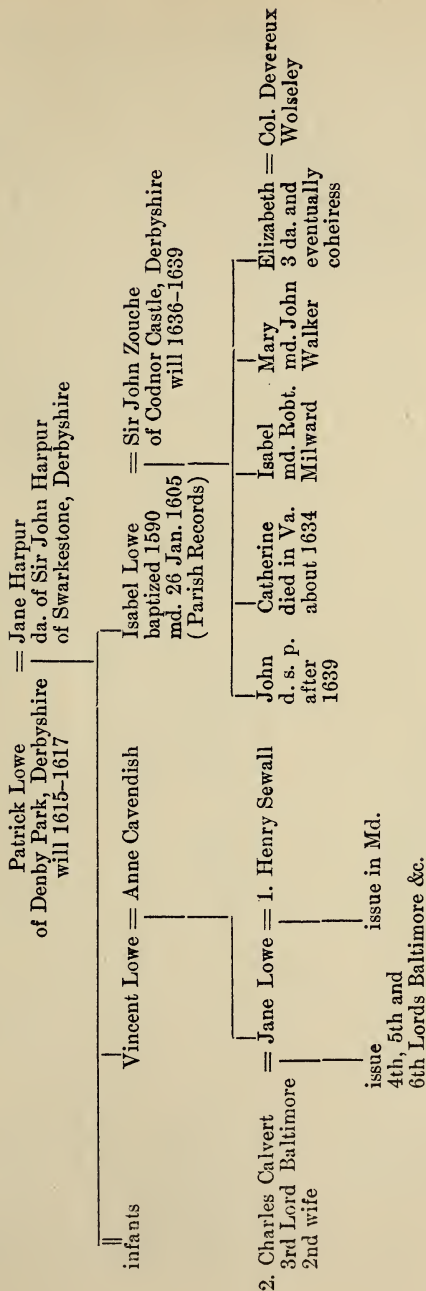 Patrick Lowe = Jane Harpur
of Denby Park, Derbyshire da. of Sir John Harpur
will 1615-1617 of Swarkestone, Derbyshire
infants
Vincent Lowe = Anne Cavendish
Isabel Lowe = Sir John Zouche
baptized 1590 of Codnor Castle, Derbyshire
md. 26 Jan. 1605 will 1636-1639
(Parish Records)
2. Charles Calvert = Jane Lowe = 1. Henry Sewall
3rd Lord Baltimore
2nd wife
John
d. s. p.
after
1639
Catherine
died in Va.
about 1634
Isabel
md. Robt.
Milward
Mary
md. John
Walker
Elizabeth = Col. Devereux
3 da. and Wolseley
eventually
coheiress
issue
4th, 5th and
6th Lords Baltimore &c.
issue in Md.